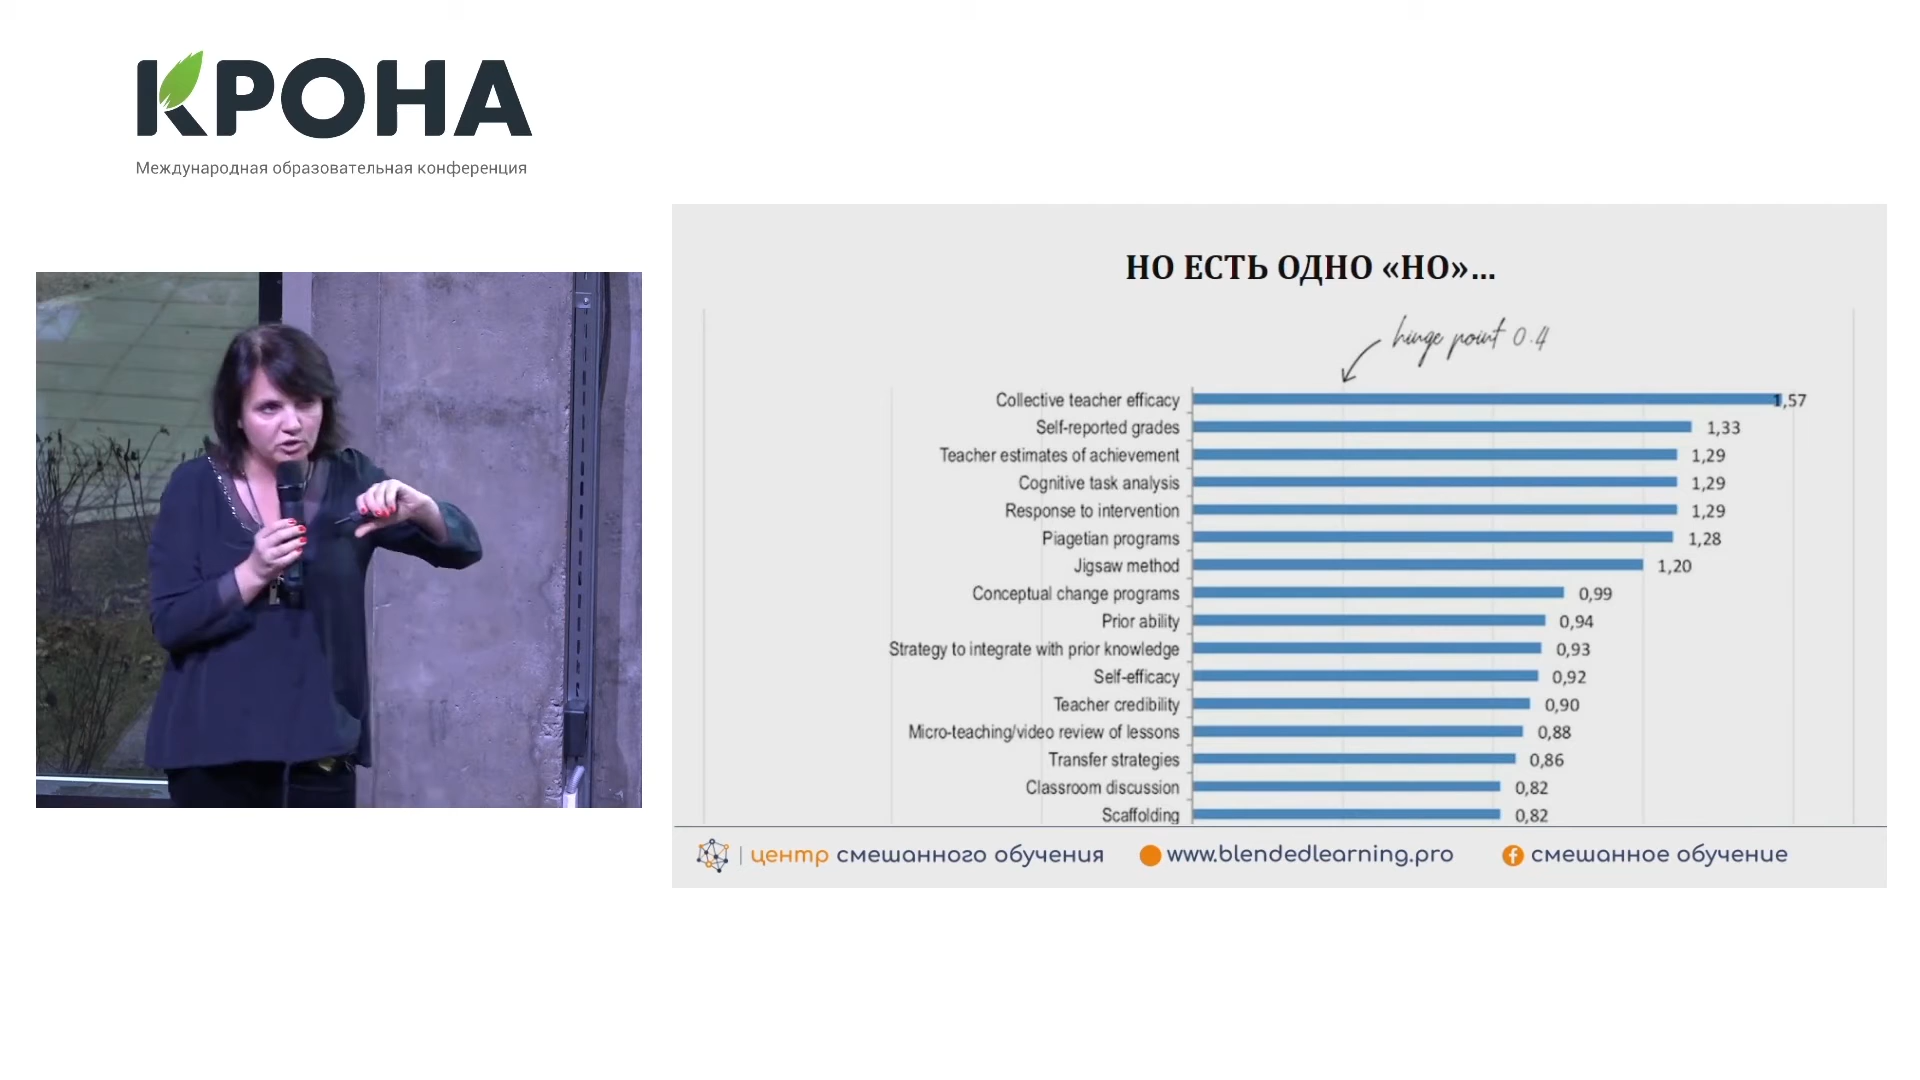 КРОНА
Международная образовательная конференция
НО ЕСТЬ ОДНО «НО»...
hinge point 0.4
Collective teacher efficacy 1,57
Self-reported grades 1,33
Teacher estimates of achievement 1,29
Cognitive task analysis 1,29
Response to intervention 1,29
Piagetian programs 1,28
Jigsaw method 1,20
Conceptual change programs 0,99
Prior ability 0,94
Strategy to integrate with prior knowledge 0,93
Self-efficacy 0,92
Teacher credibility 0,90
Micro-teaching/video review of lessons 0,88
Transfer strategies 0,86
Classroom discussion 0,82
Scaffolding 0,82
центр смешанного обучения www.blendedlearning.pro смешанное обучение